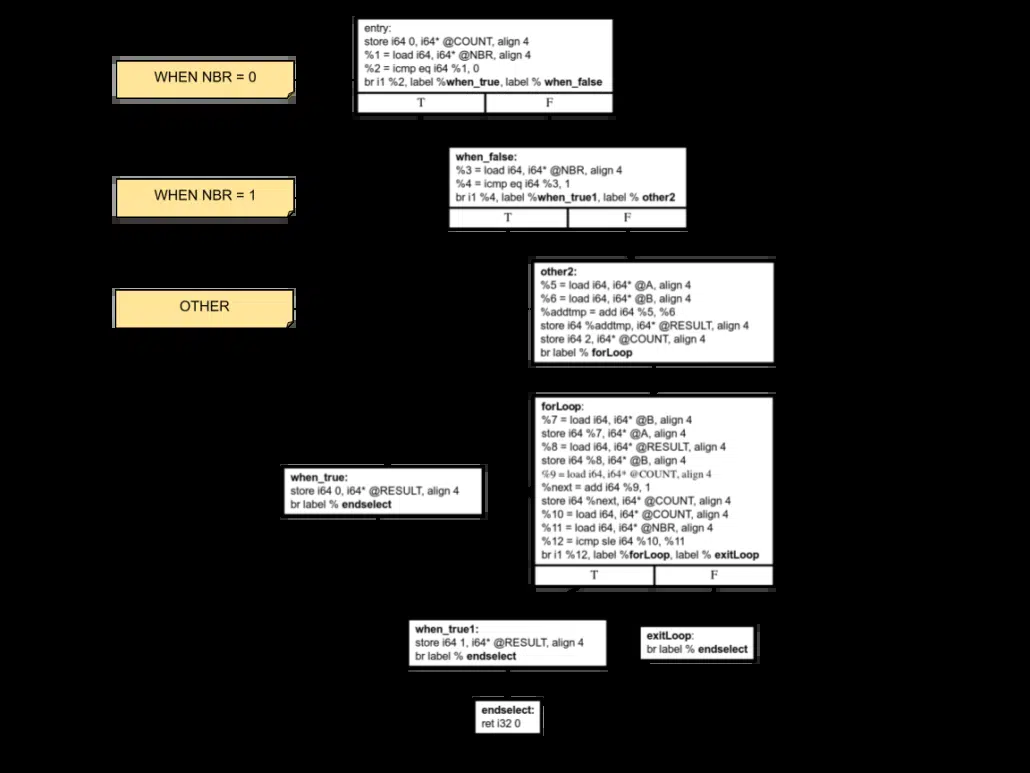 entry:
store i64 0, i64* @COUNT, align 4
%1 = load i64, i64* @NBR, align 4
%2 = icmp eq i64 %1, 0
br i1 %2, label %when_true, label % when_false
T F
WHEN NBR = 0
when_false:
%3 = load i64, i64* @NBR, align 4
%4 = icmp eq i64 %3, 1
br i1 %4, label %when_true1, label % other2
T F
WHEN NBR = 1
other2:
%5 = load i64, i64* @A, align 4
%6 = load i64, i64* @B, align 4
%addtmp = add i64 %5, %6
store i64 %addtmp, i64* @RESULT, align 4
store i64 2, i64* @COUNT, align 4
br label % forLoop
OTHER
forLoop:
%7 = load i64, i64* @B, align 4
store i64 %7, i64* @A, align 4
%8 = load i64, i64* @RESULT, align 4
store i64 %8, i64* @B, align 4
%9 = load i64, i64* @COUNT, align 4
%next = add i64 %9, 1
store i64 %next, i64* @COUNT, align 4
%10 = load i64, i64* @COUNT, align 4
%11 = load i64, i64* @NBR, align 4
%12 = icmp sle i64 %10, %11
br i1 %12, label %forLoop, label % exitLoop
T F
when_true:
store i64 0, i64* @RESULT, align 4
br label % endselect
when_true1:
store i64 1, i64* @RESULT, align 4
br label % endselect
exitLoop:
br label % endselect
endselect:
ret i32 0